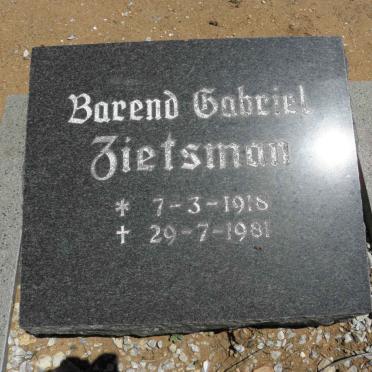 Barend Gabriel
Zietsman
* 7-3-1918
† 29-7-1981